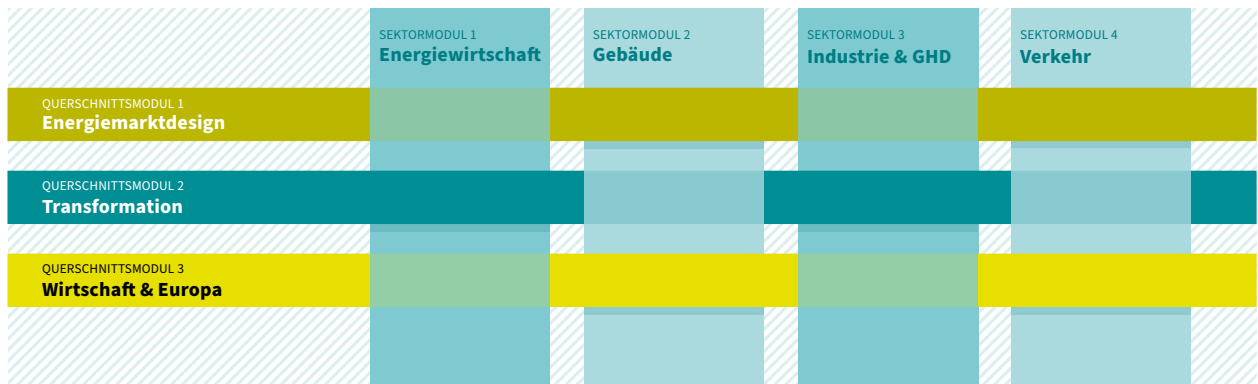 SEKTORMODUL 1
Energiewirtschaft
SEKTORMODUL 2
Gebäude
SEKTORMODUL 3
Industrie & GHD
SEKTORMODUL 4
Verkehr
QUERSCHNITTSMODUL 1
Energiemarktdesign
QUERSCHNITTSMODUL 2
Transformation
QUERSCHNITTSMODUL 3
Wirtschaft & Europa